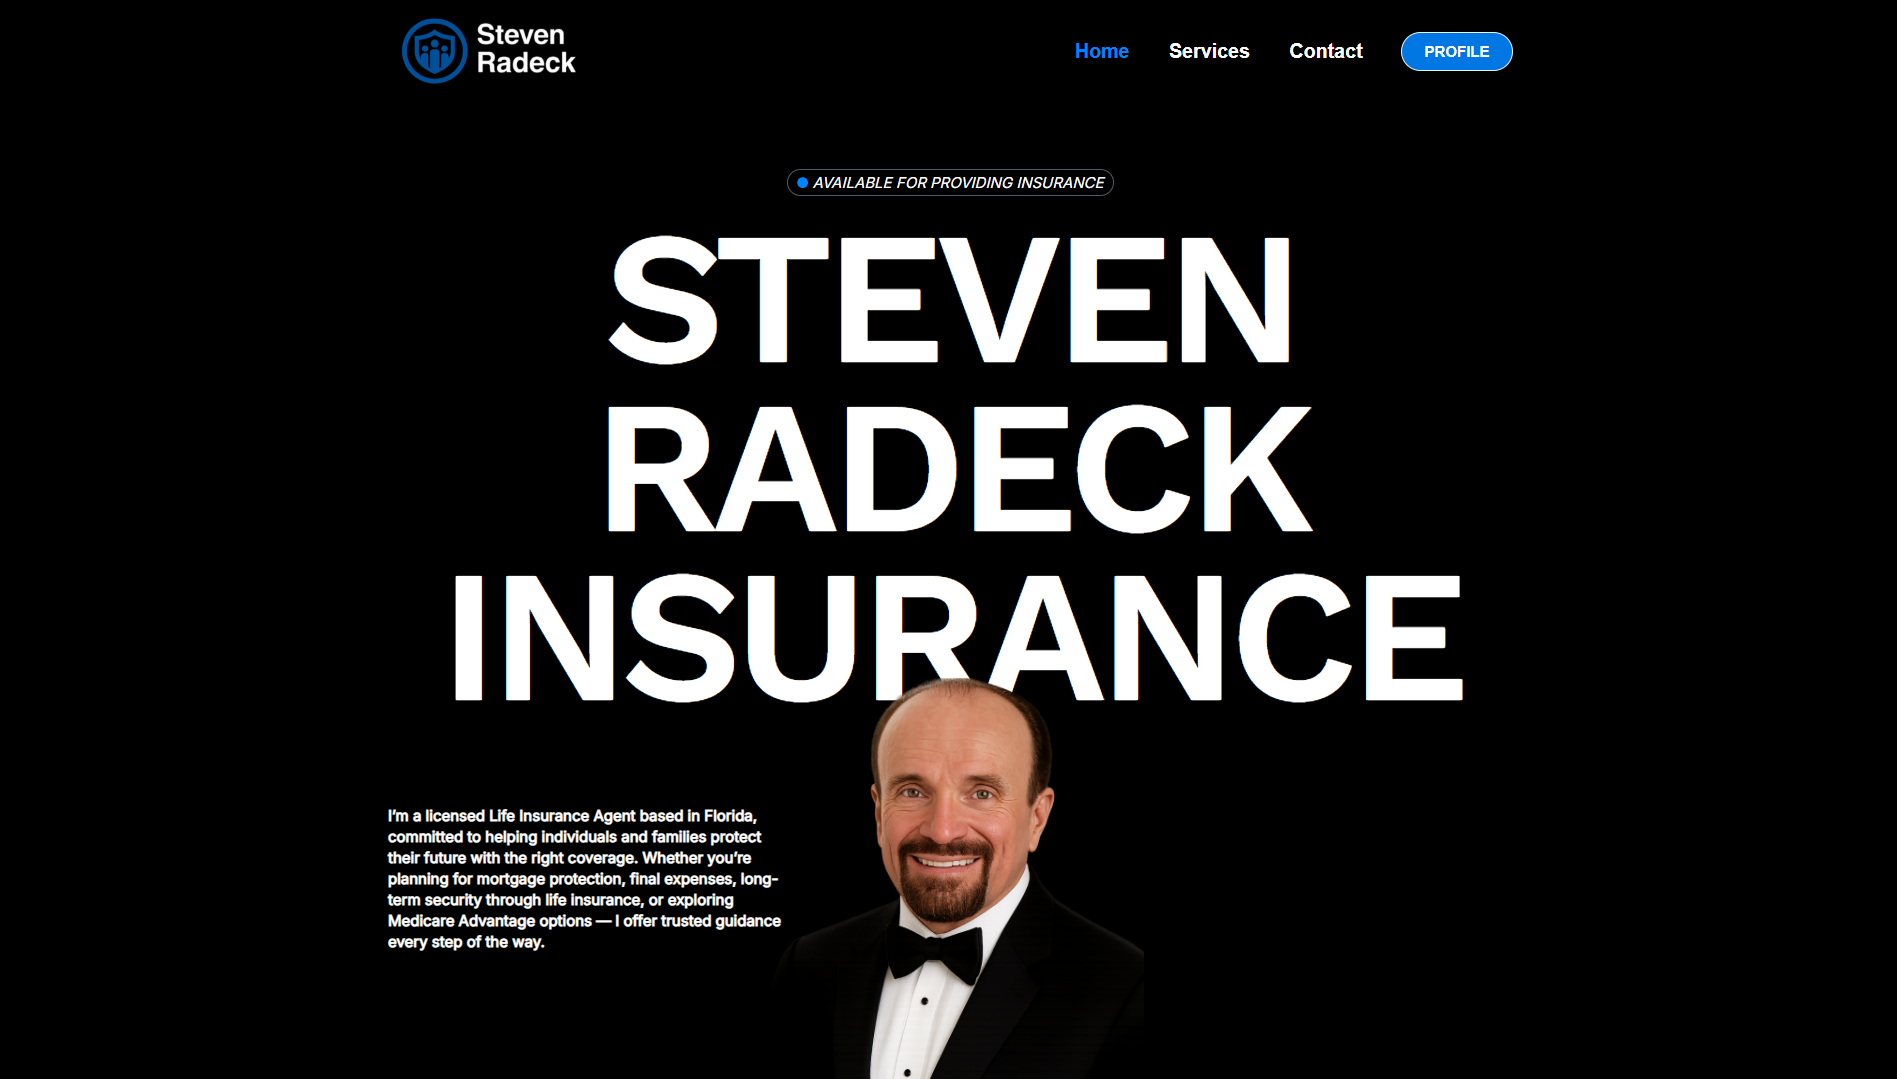 Steven
Radeck
Home
Services
Contact
PROFILE
AVAILABLE FOR PROVIDING INSURANCE
STEVEN
RADECK
INSURANCE
I’m a licensed Life Insurance Agent based in Florida,
committed to helping individuals and families protect
their future with the right coverage. Whether you’re
planning for mortgage protection, final expenses, long-
term security through life insurance, or exploring
Medicare Advantage options — I offer trusted guidance
every step of the way.